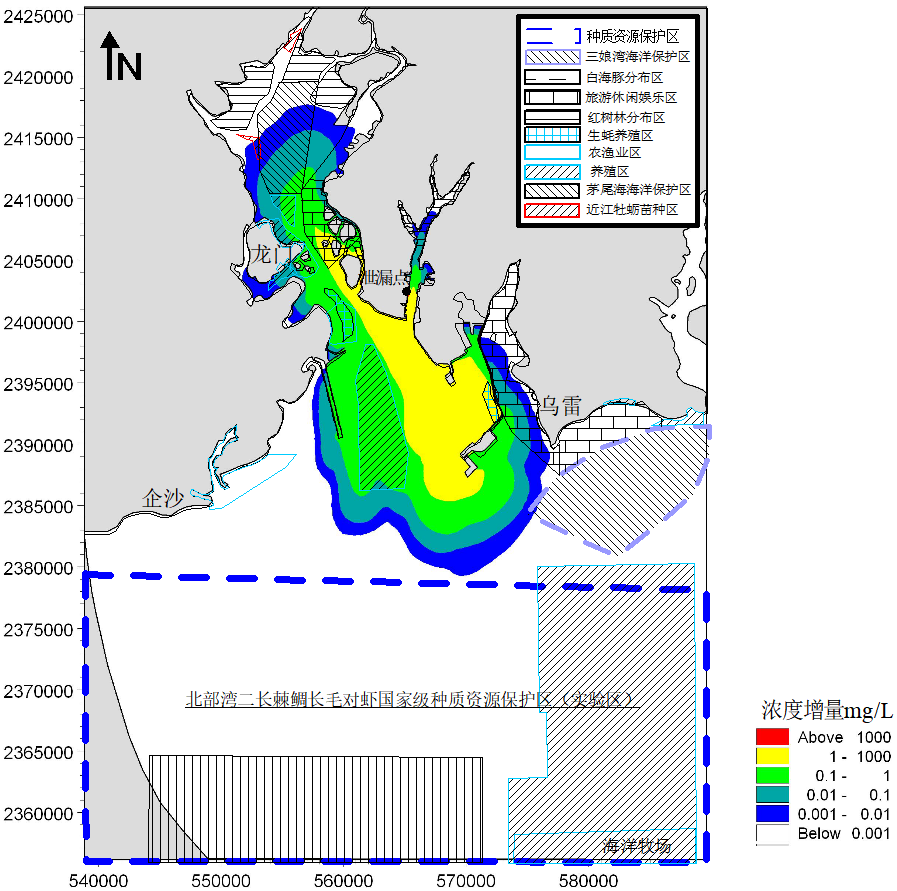 2425000
2420000
2415000
2410000
2405000
2400000
2395000
2390000
2385000
2380000
2375000
2370000
2365000
2360000
540000
550000
560000
570000
580000
N
种质资源保护区
三娘湾海洋保护区
白海豚分布区
旅游休闲娱乐区
红树林分布区
生蚝养殖区
农渔业区
养殖区
茅尾海海洋保护区
近江牡蛎苗种区
龙门
泄漏点
乌雷
企沙
北部湾二长棘鲷长毛对虾国家级种质资源保护区（实验区）
海洋牧场
浓度增量mg/L
Above 1000
1 - 1000
0.1 - 1
0.01 - 0.1
0.001 - 0.01
Below 0.001